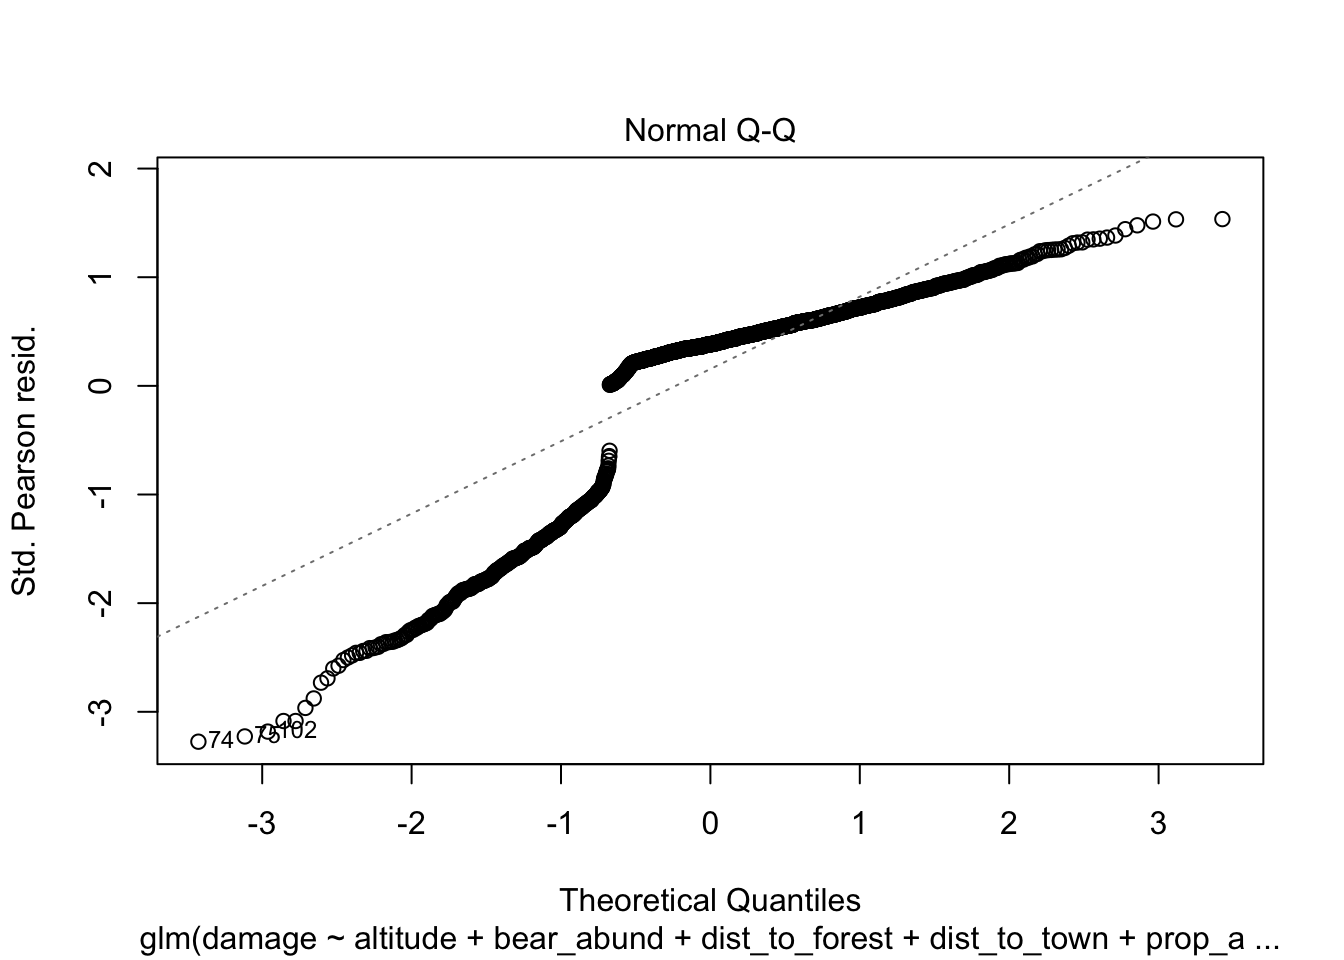 Normal Q-Q
Std. Pearson resid.
2
1
0
-1
-2
-3
74
75
102
-3 -2 -1 0 1 2 3
Theoretical Quantiles
glm(damage ~ altitude + bear_abund + dist_to_forest + dist_to_town + prop_a ...